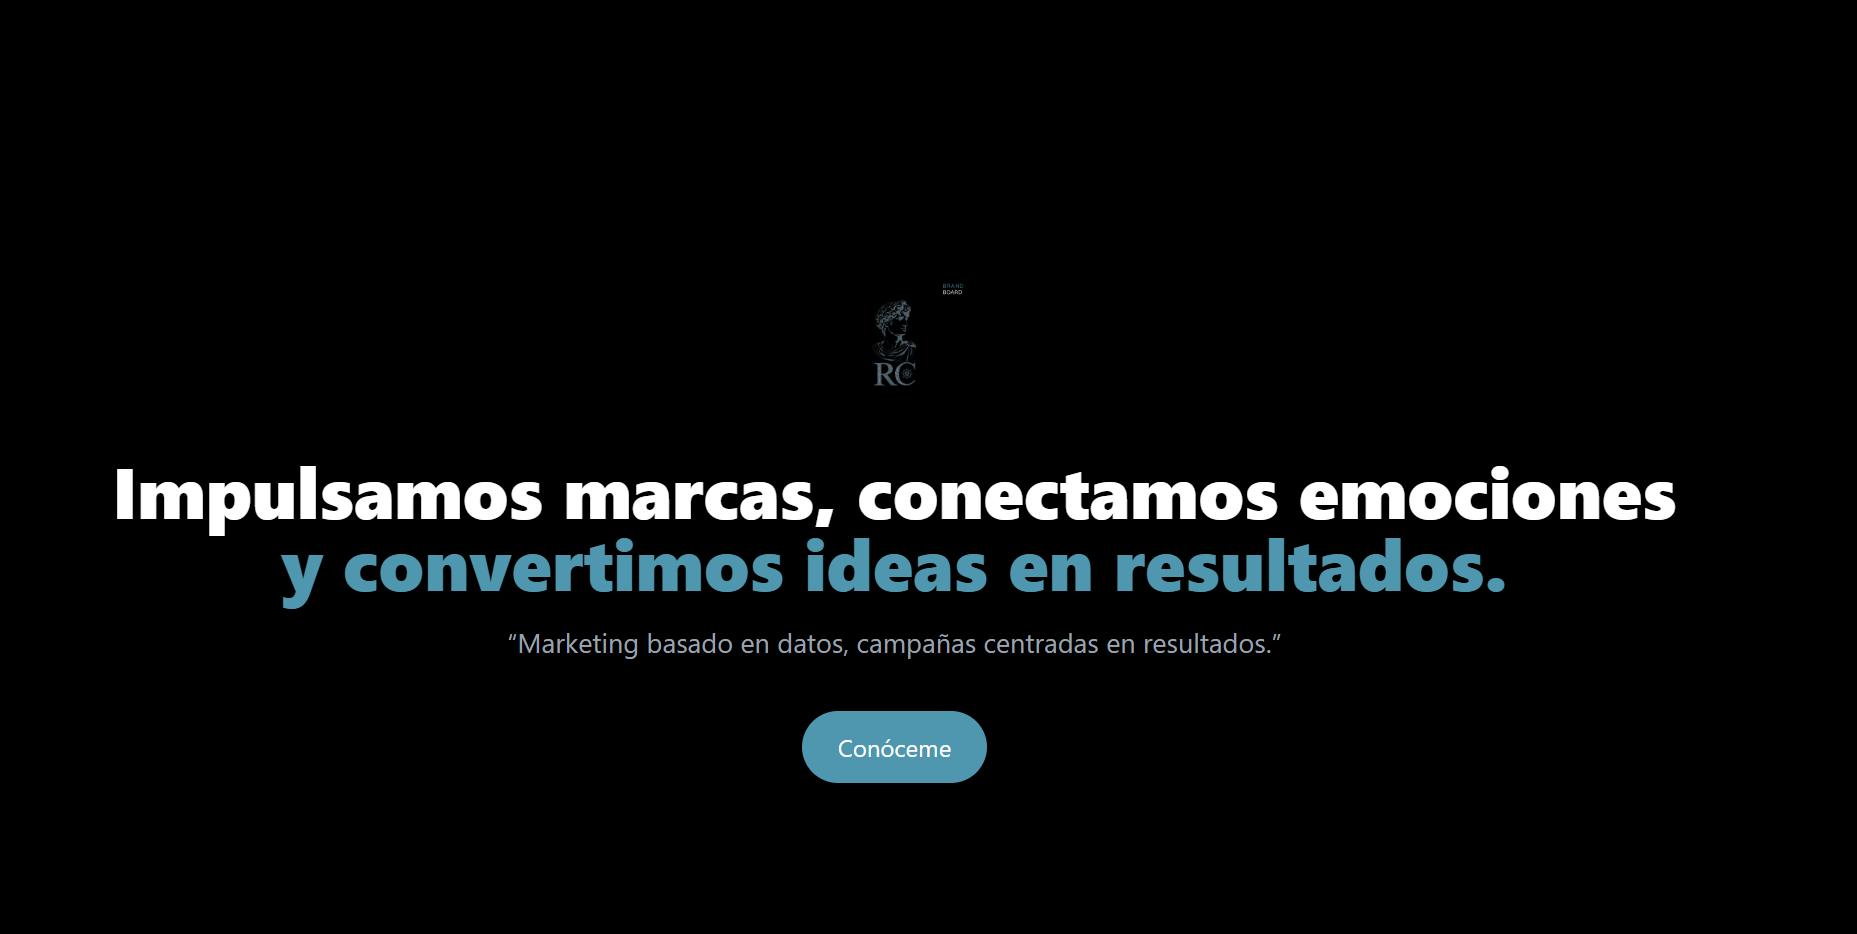 BRAND
BOARD
RC
Impulsamos marcas, conectamos emociones
y convertimos ideas en resultados.
“Marketing basado en datos, campañas centradas en resultados.”
Conóceme